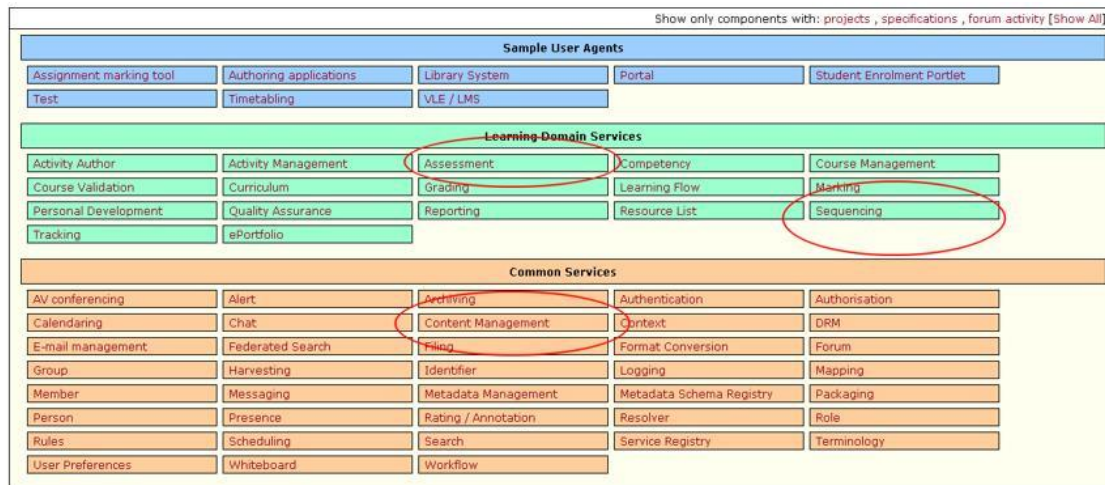 Show only components with: projects , specifications , forum activity [Show All]
Sample User Agents
Assignment marking tool Authoring applications Library System Portal Student Enrolment Portlet
Test Timetabling VLE / LMS
Learning Domain Services
Activity Author Activity Management Assessment Competency Course Management
Course Validation Curriculum Grading Learning Flow Marking
Personal Development Quality Assurance Reporting Resource List Sequencing
Tracking ePortfolio
Common Services
AV conferencing Alert Archiving Authentication Authorisation
Calendaring Chat Content Management Context DRM
E-mail management Federated Search Filing Format Conversion Forum
Group Harvesting Identifier Logging Mapping
Member Messaging Metadata Management Metadata Schema Registry Packaging
Person Presence Rating / Annotation Resolver Role
Rules Scheduling Search Service Registry Terminology
User Preferences Whiteboard Workflow